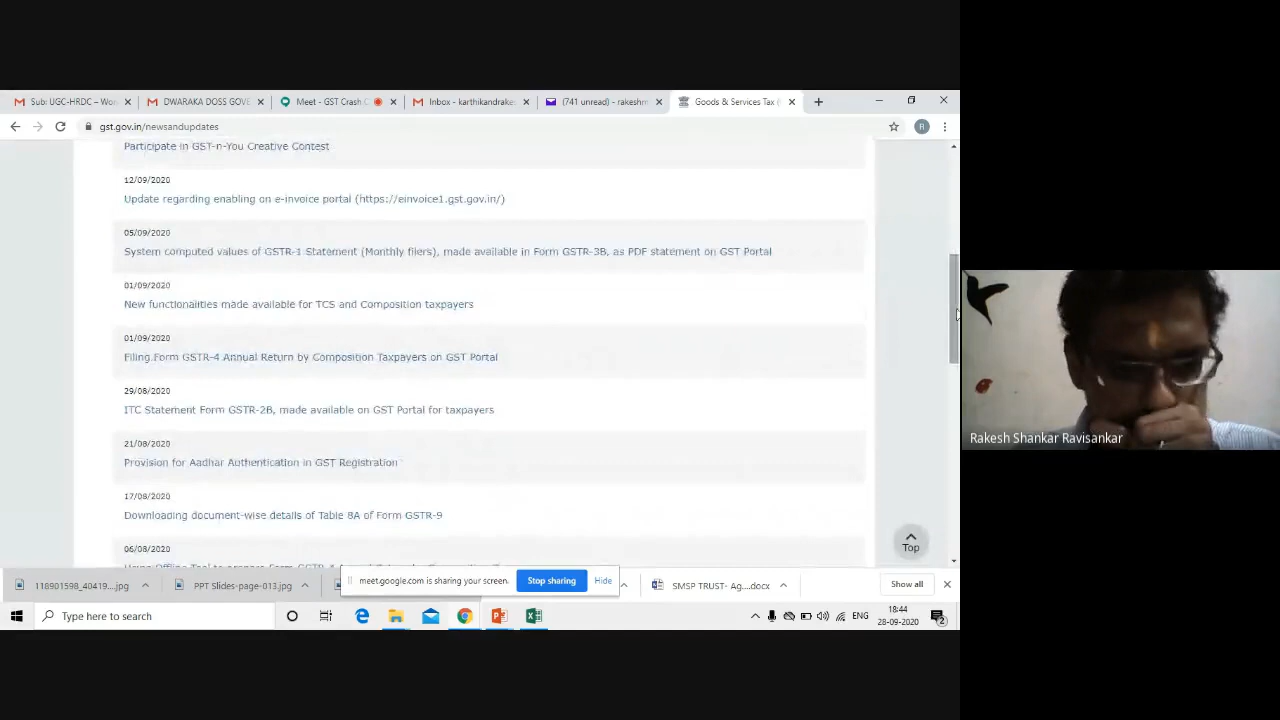 Sub: UGC-HRDC – Wor
DWARAKA DOSS GOVE
Meet - GST Crash C
Inbox - karthikandrakes
(741 unread) - rakeshm
Goods & Services Tax (
gst.gov.in/newsandupdates
Participate in GST-n-You Creative Contest
12/09/2020
Update regarding enabling on e-invoice portal (https://einvoice1.gst.gov.in/)
05/09/2020
System computed values of GSTR-1 Statement (Monthly filers), made available in Form GSTR-3B, as PDF statement on GST Portal
01/09/2020
New functionalities made available for TCS and Composition taxpayers
01/09/2020
Filing Form GSTR-4 Annual Return by Composition Taxpayers on GST Portal
29/08/2020
ITC Statement Form GSTR-2B, made available on GST Portal for taxpayers
21/08/2020
Provision for Aadhar Authentication in GST Registration
17/08/2020
Downloading document-wise details of Table 8A of Form GSTR-9
06/08/2020
Top
Rakesh Shankar Ravisankar
118901598_40419....jpg
PPT Slides-page-013.jpg
meet.google.com is sharing your screen.
Stop sharing
Hide
SMSP TRUST- Ag....docx
Show all
Type here to search
ENG
18:44
28-09-2020
2